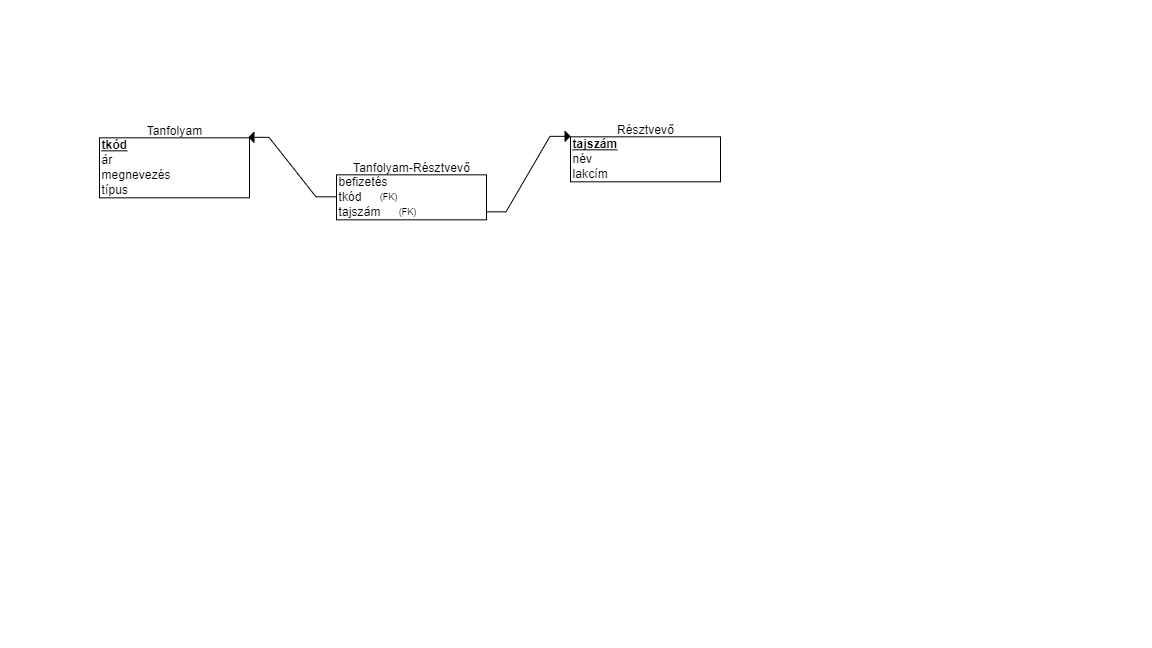 Tanfolyam
tkód
ár
megnevezés
típus
Tanfolyam-Résztvevő
befizetés
tkód (FK)
tajszám (FK)
Résztvevő
tajszám
név
lakcím